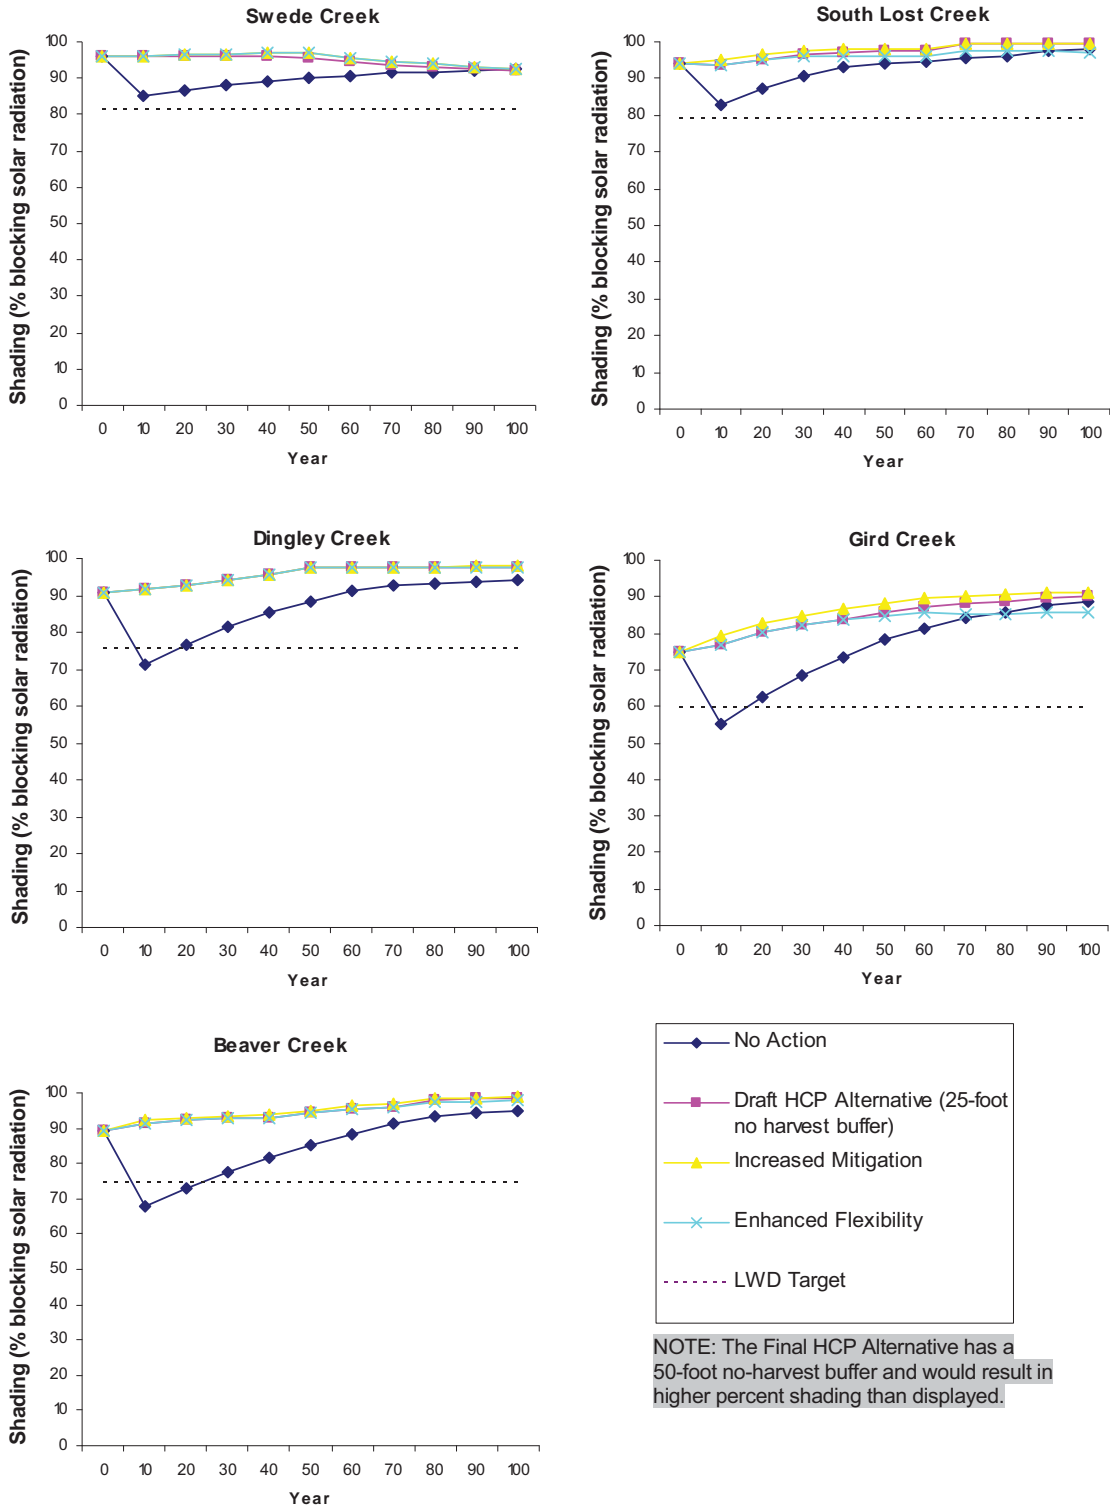 Swede Creek
Shading (% blocking solar radiation)
100
90
80
70
60
50
40
30
20
10
0
0 10 20 30 40 50 60 70 80 90 100
Year
South Lost Creek
Shading (% blocking solar radiation)
100
90
80
70
60
50
40
30
20
10
0
0 10 20 30 40 50 60 70 80 90 100
Year
Dingley Creek
Shading (% blocking solar radiation)
100
90
80
70
60
50
40
30
20
10
0
0 10 20 30 40 50 60 70 80 90 100
Year
Gird Creek
Shading (% blocking solar radiation)
100
90
80
70
60
50
40
30
20
10
0
0 10 20 30 40 50 60 70 80 90 100
Year
Beaver Creek
Shading (% blocking solar radiation)
100
90
80
70
60
50
40
30
20
10
0
0 10 20 30 40 50 60 70 80 90 100
Year
No Action
Draft HCP Alternative (25-foot
no harvest buffer)
Increased Mitigation
Enhanced Flexibility
LWD Target
NOTE: The Final HCP Alternative has a
50-foot no-harvest buffer and would result in
higher percent shading than displayed.